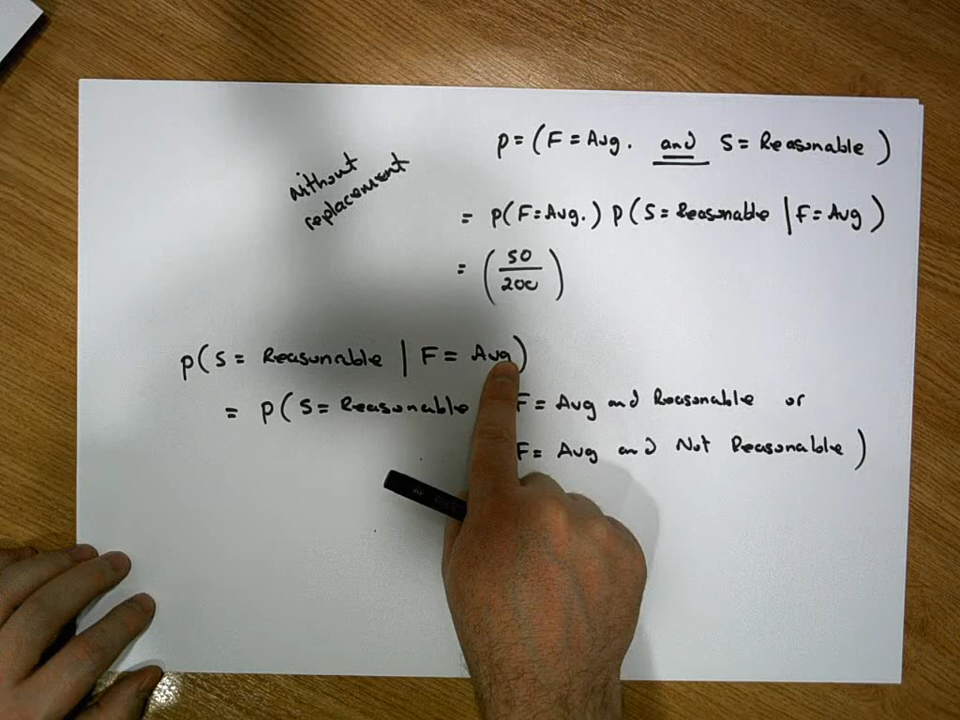 p=(F=Avg. and S=Reasonable)
without
replacement
= p(F=Avg.) p(S=Reasonable | F=Avg)
= (50/200)
p(S= Reasonable | F= Avg)
= p(S=Reasonable F= Avg and Reasonable or
F= Avg and Not Reasonable)